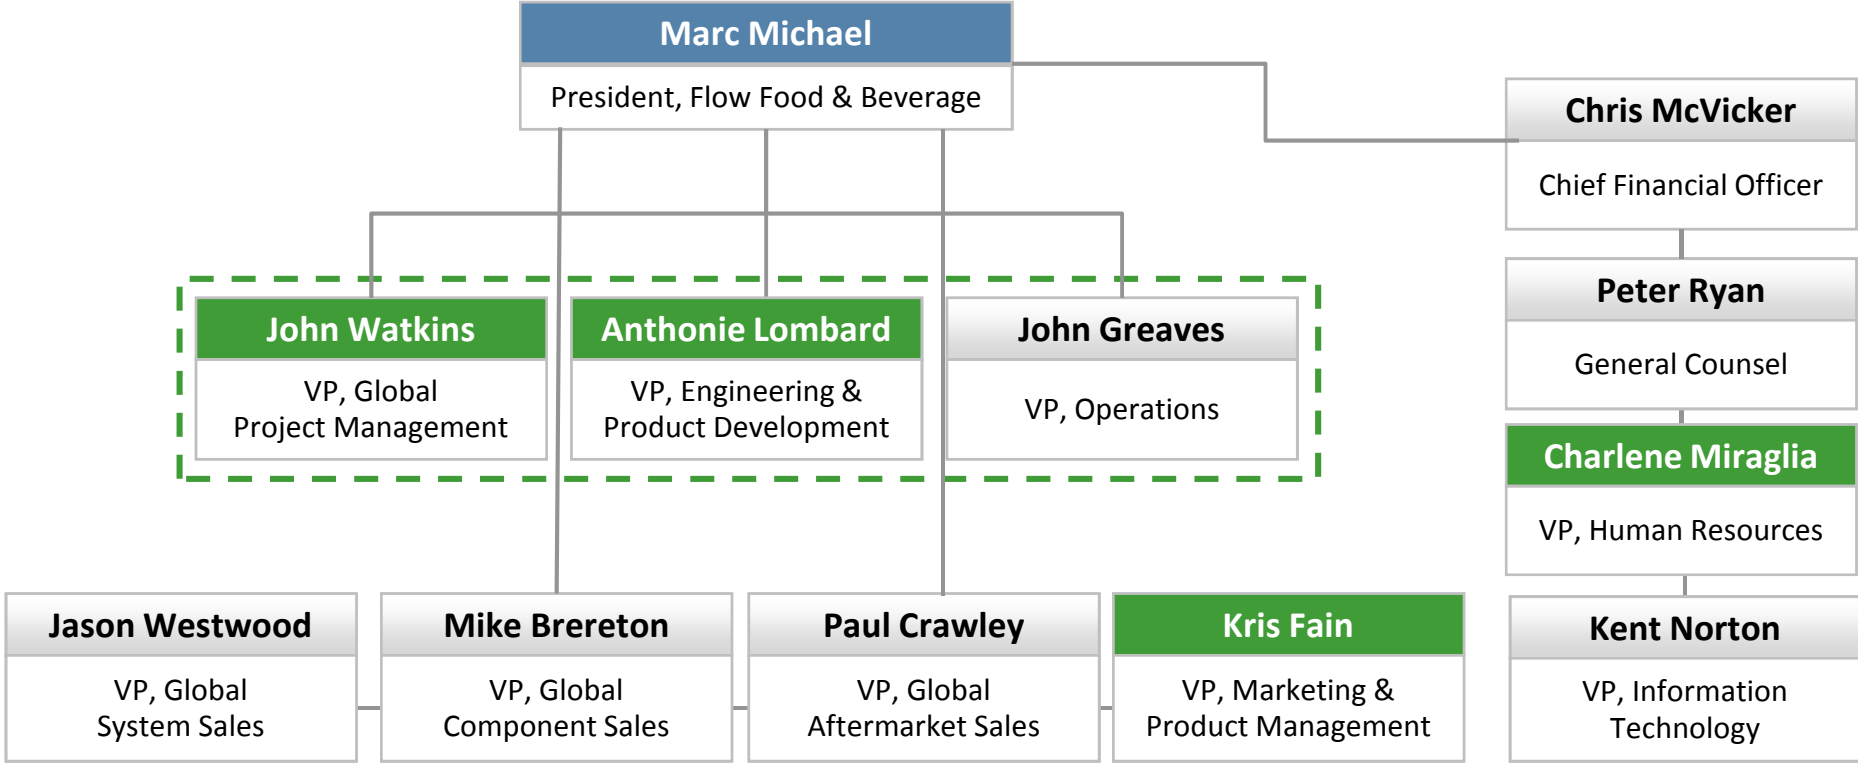 Marc Michael
President, Flow Food & Beverage
Chris McVicker
Chief Financial Officer
Peter Ryan
General Counsel
John Watkins
VP, Global
Project Management
Anthonie Lombard
VP, Engineering &
Product Development
John Greaves
VP, Operations
Charlene Miraglia
VP, Human Resources
Jason Westwood
VP, Global
System Sales
Mike Brereton
VP, Global
Component Sales
Paul Crawley
VP, Global
Aftermarket Sales
Kris Fain
VP, Marketing &
Product Management
Kent Norton
VP, Information
Technology